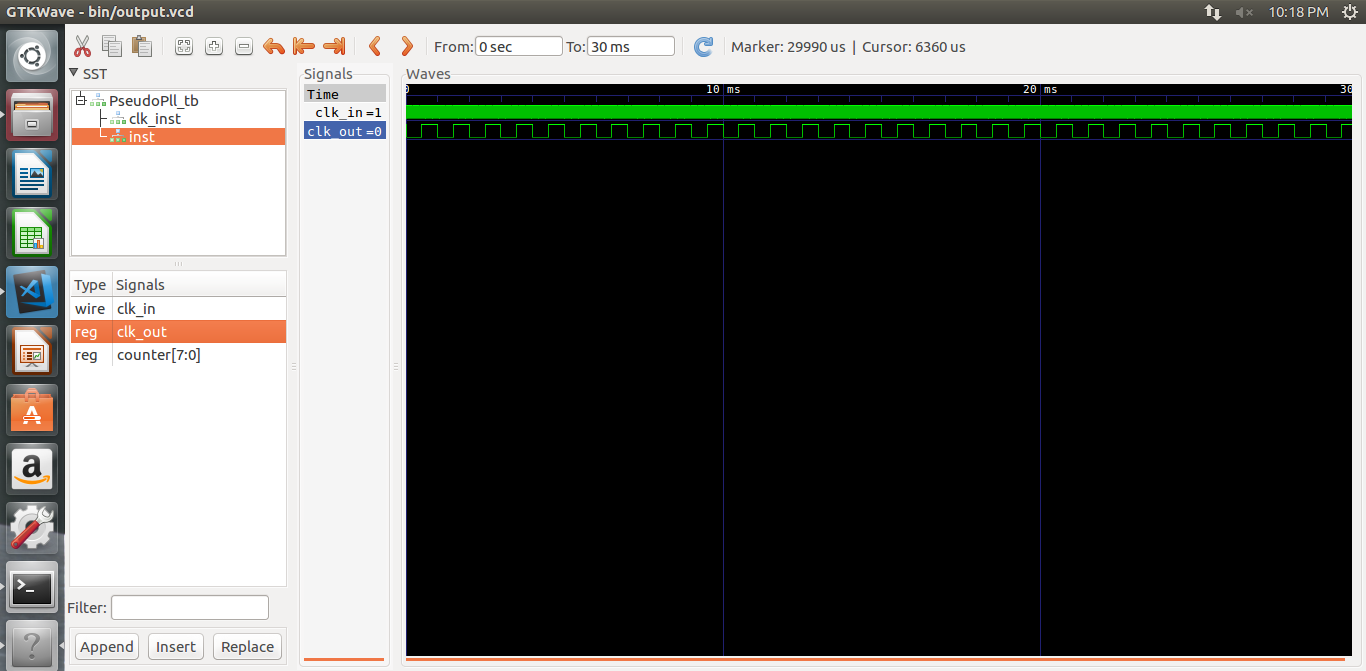 GTKWave - bin/output.vcd
10:18 PM
From: 0 sec To: 30 ms Marker: 29990 us | Cursor: 6360 us
SST
PseudoPll_tb
clk_inst
inst
Type Signals
wire clk_in
reg clk_out
reg counter[7:0]
Filter:
Append Insert Replace
Signals
Time
clk_in=1
clk_out=0
Waves
0 10 ms 20 ms 30